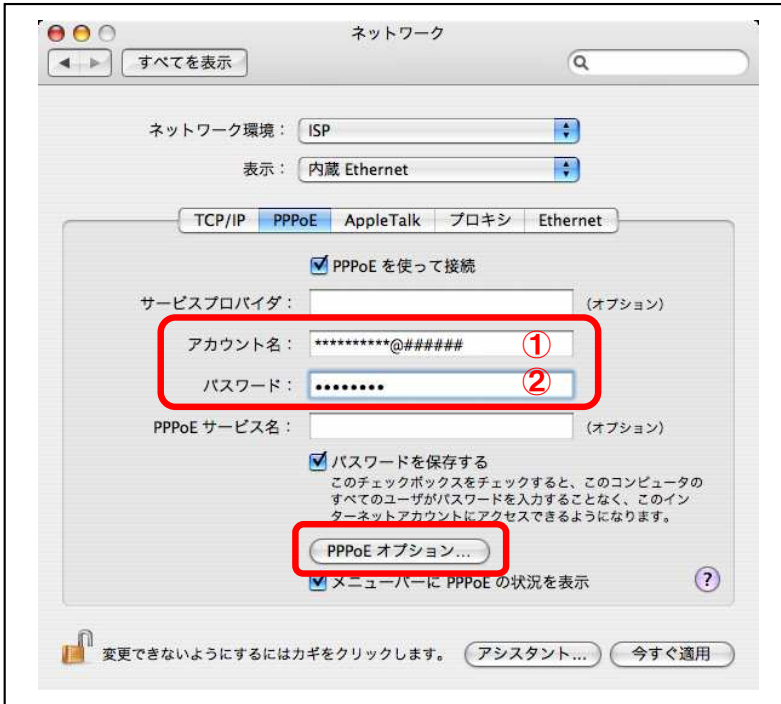 ネットワーク
すべてを表示
ネットワーク環境： ISP
表示： 内蔵 Ethernet
TCP/IP PPPoE AppleTalk プロキシ Ethernet
PPPoE を使って接続
サービスプロバイダ： （オプション）
アカウント名： **********@###### ①
パスワード： •••••••• ②
PPPoE サービス名： （オプション）
パスワードを保存する
このチェックボックスをチェックすると、このコンピュータの
すべてのユーザがパスワードを入力することなく、このイン
ターネットアカウントにアクセスできるようになります。
PPPoE オプション...
メニューバーに PPPoE の状況を表示 ?
変更できないようにするにはカギをクリックします。 アシスタント... 今すぐ適用